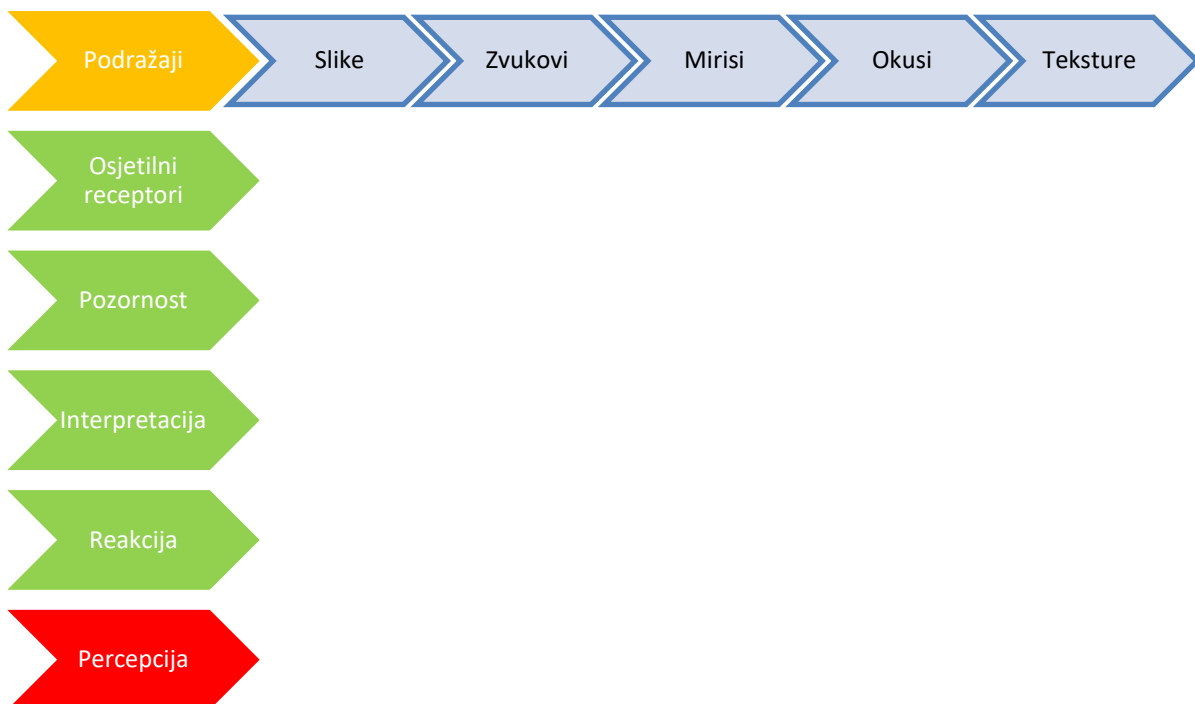 Podražaji
Slike
Zvukovi
Mirisi
Okusi
Teksture
Osjetilni
receptori
Pozornost
Interpretacija
Reakcija
Percepcija